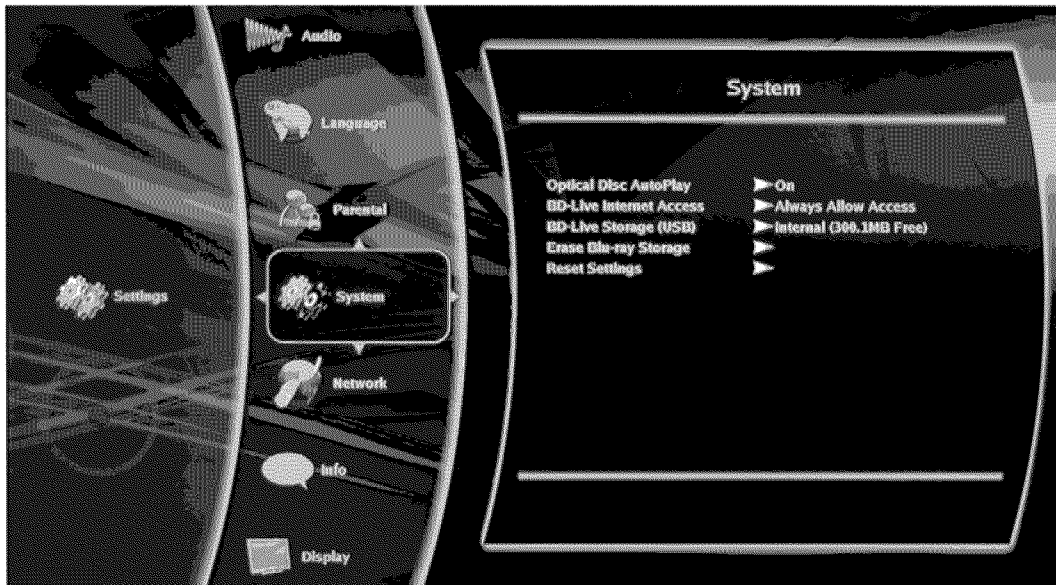 Settings
Audio
Language
Parental
System
Network
Info
Display
System
Optical Disc AutoPlay On
BD-Live Internet Access Always Allow Access
BD-Live Storage (USB) Internal (300.1MB Free)
Erase Blu-ray Storage
Reset Settings